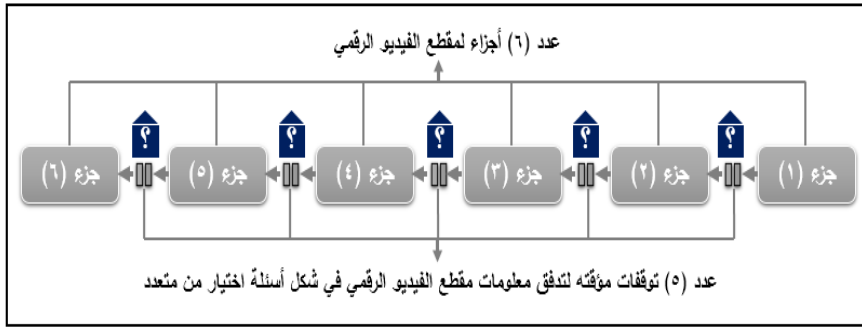 عدد (٦) أجزاء لمقطع الفيديو الرقمي
؟ ؟ ؟ ؟ ؟
جزء (١) جزء (٢) جزء (٣) جزء (٤) جزء (٥) جزء (٦)
عدد (٥) توقفات مؤقته لتدفق معلومات مقطع الفيديو الرقمي في شكل أسئلة اختيار من متعدد